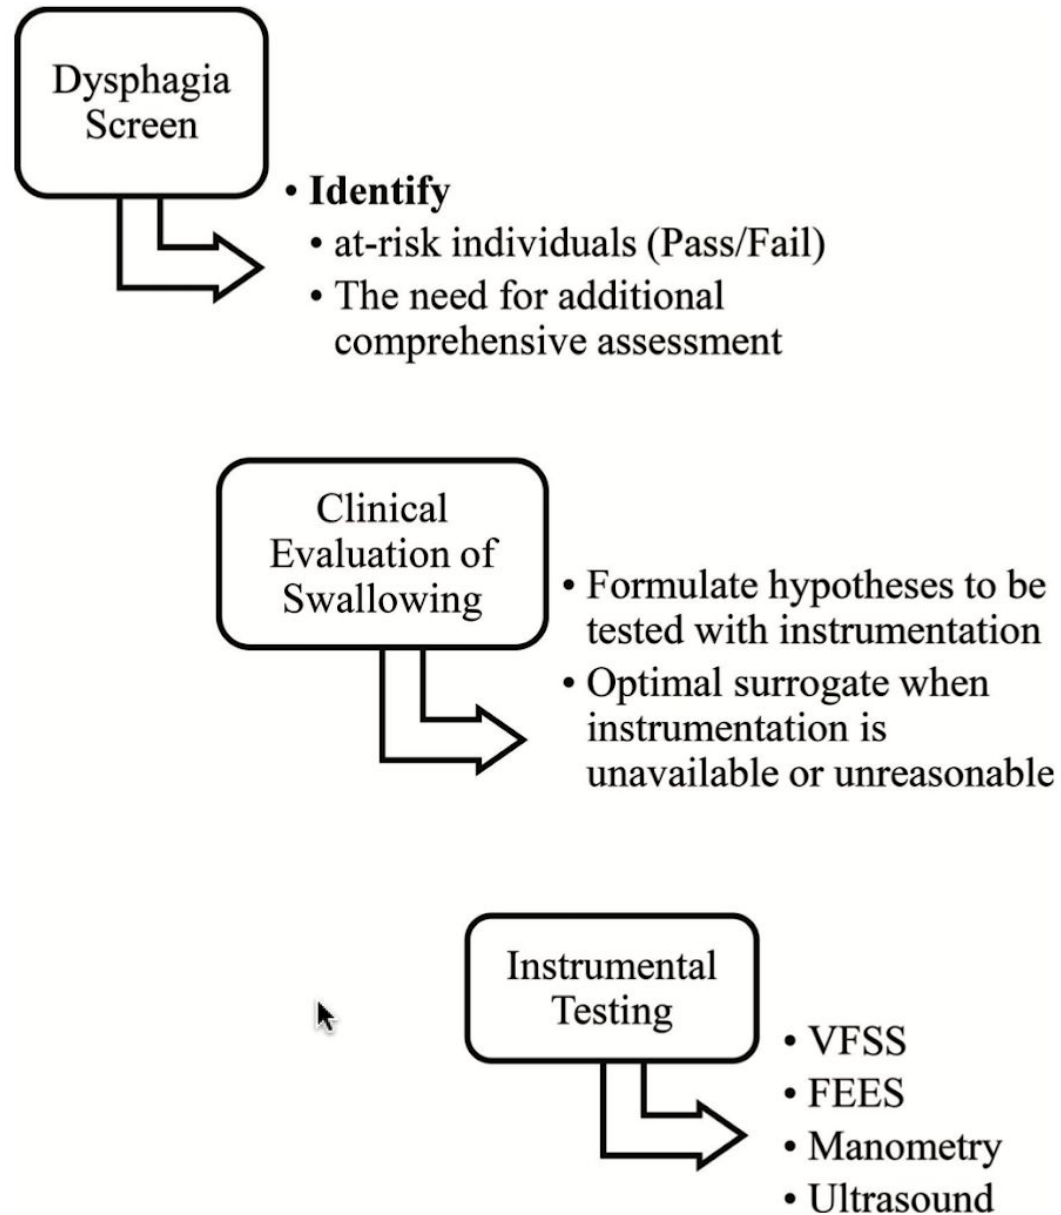 Dysphagia
Screen
• Identify
• at-risk individuals (Pass/Fail)
• The need for additional
comprehensive assessment
Clinical
Evaluation of
Swallowing
• Formulate hypotheses to be
tested with instrumentation
• Optimal surrogate when
instrumentation is
unavailable or unreasonable
Instrumental
Testing
• VFSS
• FEES
• Manometry
• Ultrasound